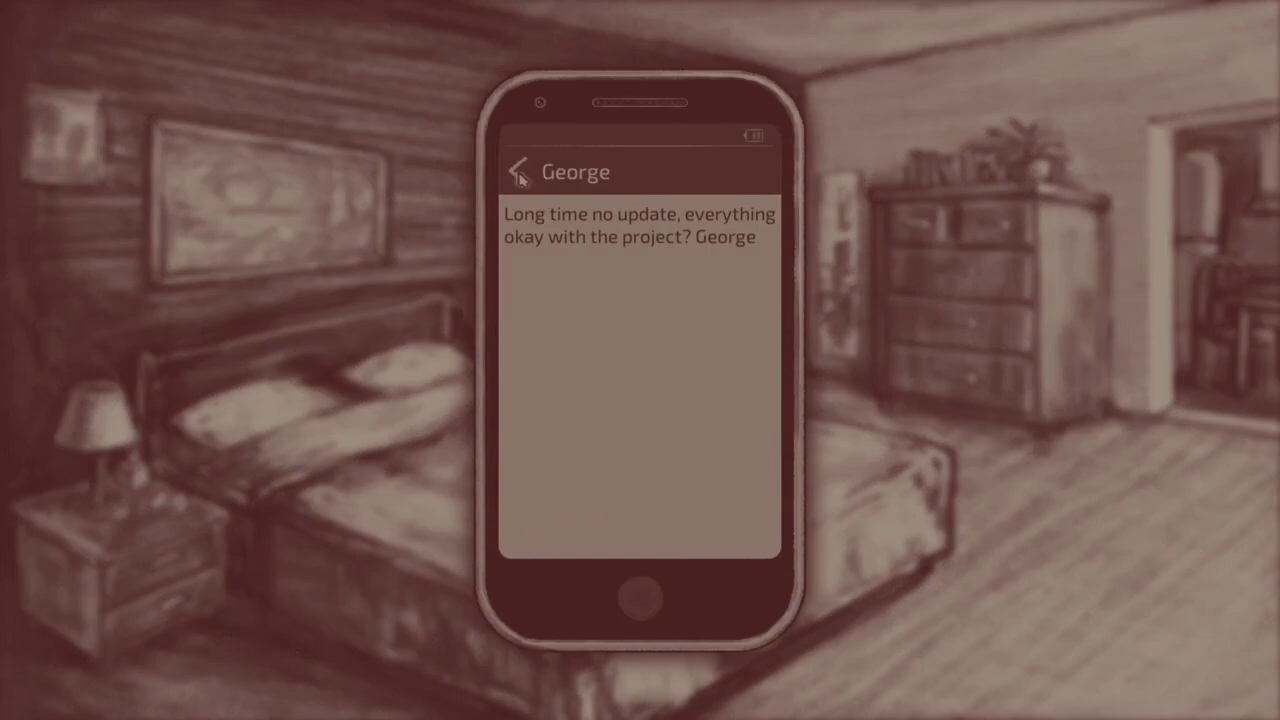 George
Long time no update, everything
okay with the project? George